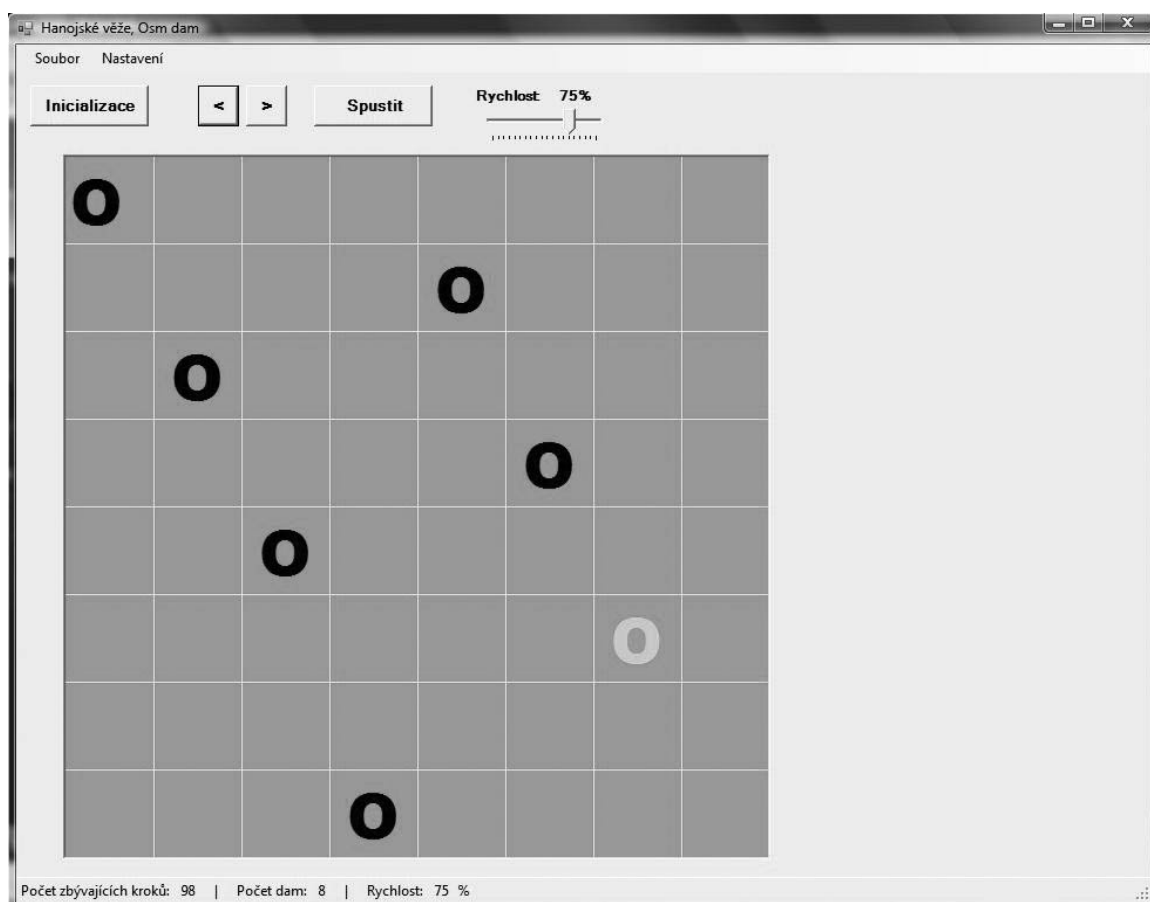 Hanojské věže, Osm dam
Soubor Nastavení
Inicializace < > Spustit Rychlost 75%
O
O
O
O
O
O
O
Počet zbývajících kroků: 98 | Počet dam: 8 | Rychlost: 75 %